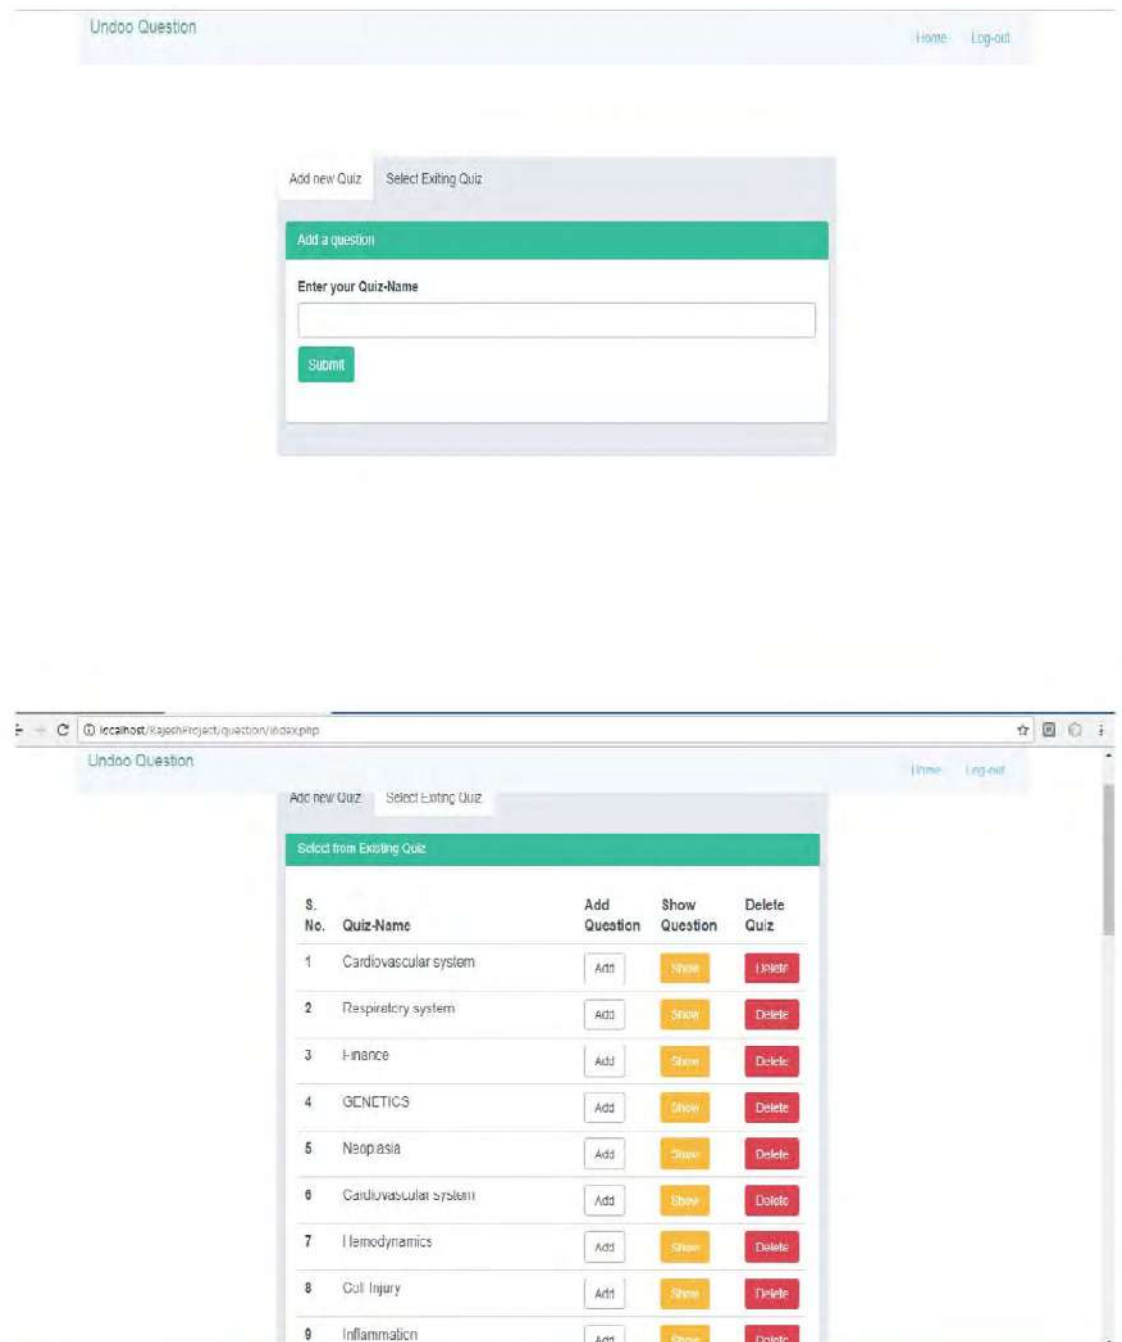 Undoo Question
Home Log-out
Add new Quiz Select Exiting Quiz
Add a question
Enter your Quiz-Name
Submit
localhost/RajeshProject/question/index.php
Undoo Question
Home Log-out
Add new Quiz Select Exiting Quiz
Select from Existing Quiz
S. No. Quiz-Name Add Question Show Question Delete Quiz
1 Cardiovascular system Add Show Delete
2 Respiratory system Add Show Delete
3 Finance Add Show Delete
4 GENETICS Add Show Delete
5 Neoplasia Add Show Delete
6 Cardiovascular system Add Show Delete
7 Hemodynamics Add Show Delete
8 Cell Injury Add Show Delete
9 Inflammation Add Show Delete